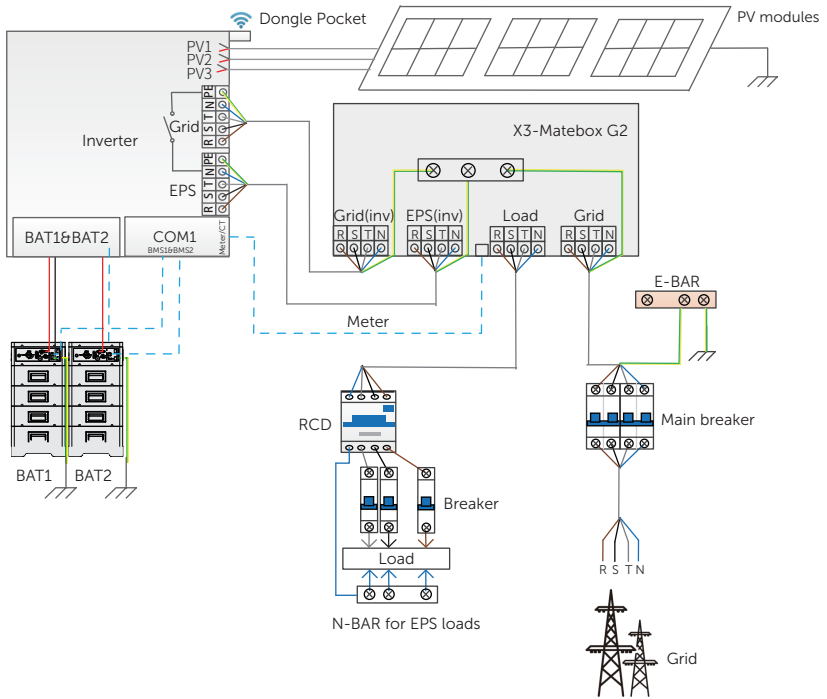 Dongle Pocket
PV modules
PV1
PV2
PV3
Inverter
Grid
R S T N PE
EPS
R S T N PE
BAT1&BAT2
COM1
BMS1&BMS2
Meter/CT
X3-Matebox G2
Grid(inv)
R S T N
EPS(inv)
R S T N
Load
R S T N
Grid
R S T N
Meter
E-BAR
BAT1
BAT2
RCD
Main breaker
Breaker
Load
N-BAR for EPS loads
R S T N
Grid